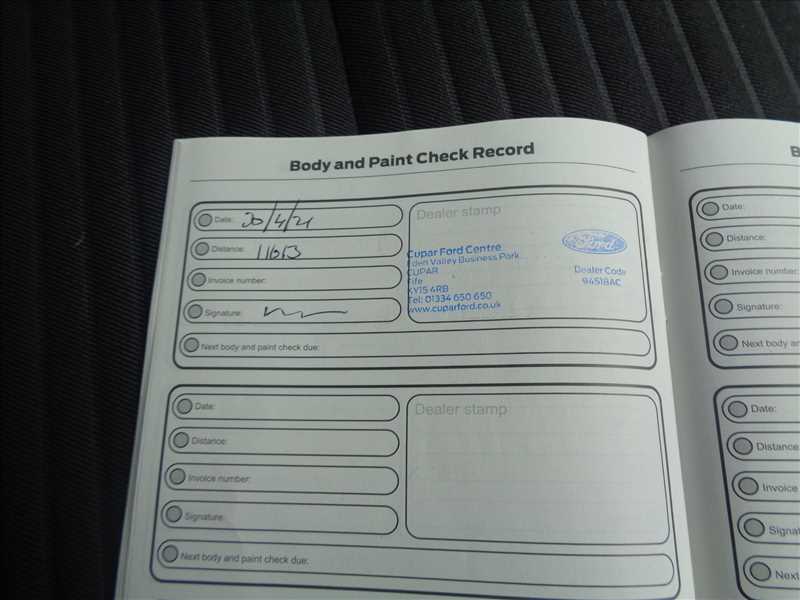 Body and Paint Check Record
Date: 20/4/21
Distance: 11613
Invoice number:
Signature:
Next body and paint check due:
Dealer stamp
Cupar Ford Centre
Eden Valley Business Park
CUPAR
Fife
KY15 4RB
Tel: 01334 650 650
www.cuparford.co.uk
Ford
Dealer Code
9451BAC
Date:
Distance:
Invoice number:
Signature:
Next body and paint check due:
Dealer stamp
B
Date:
Distance:
Invoice number:
Signature:
Next body an
Date:
Distance
Invoice
Signa
Next